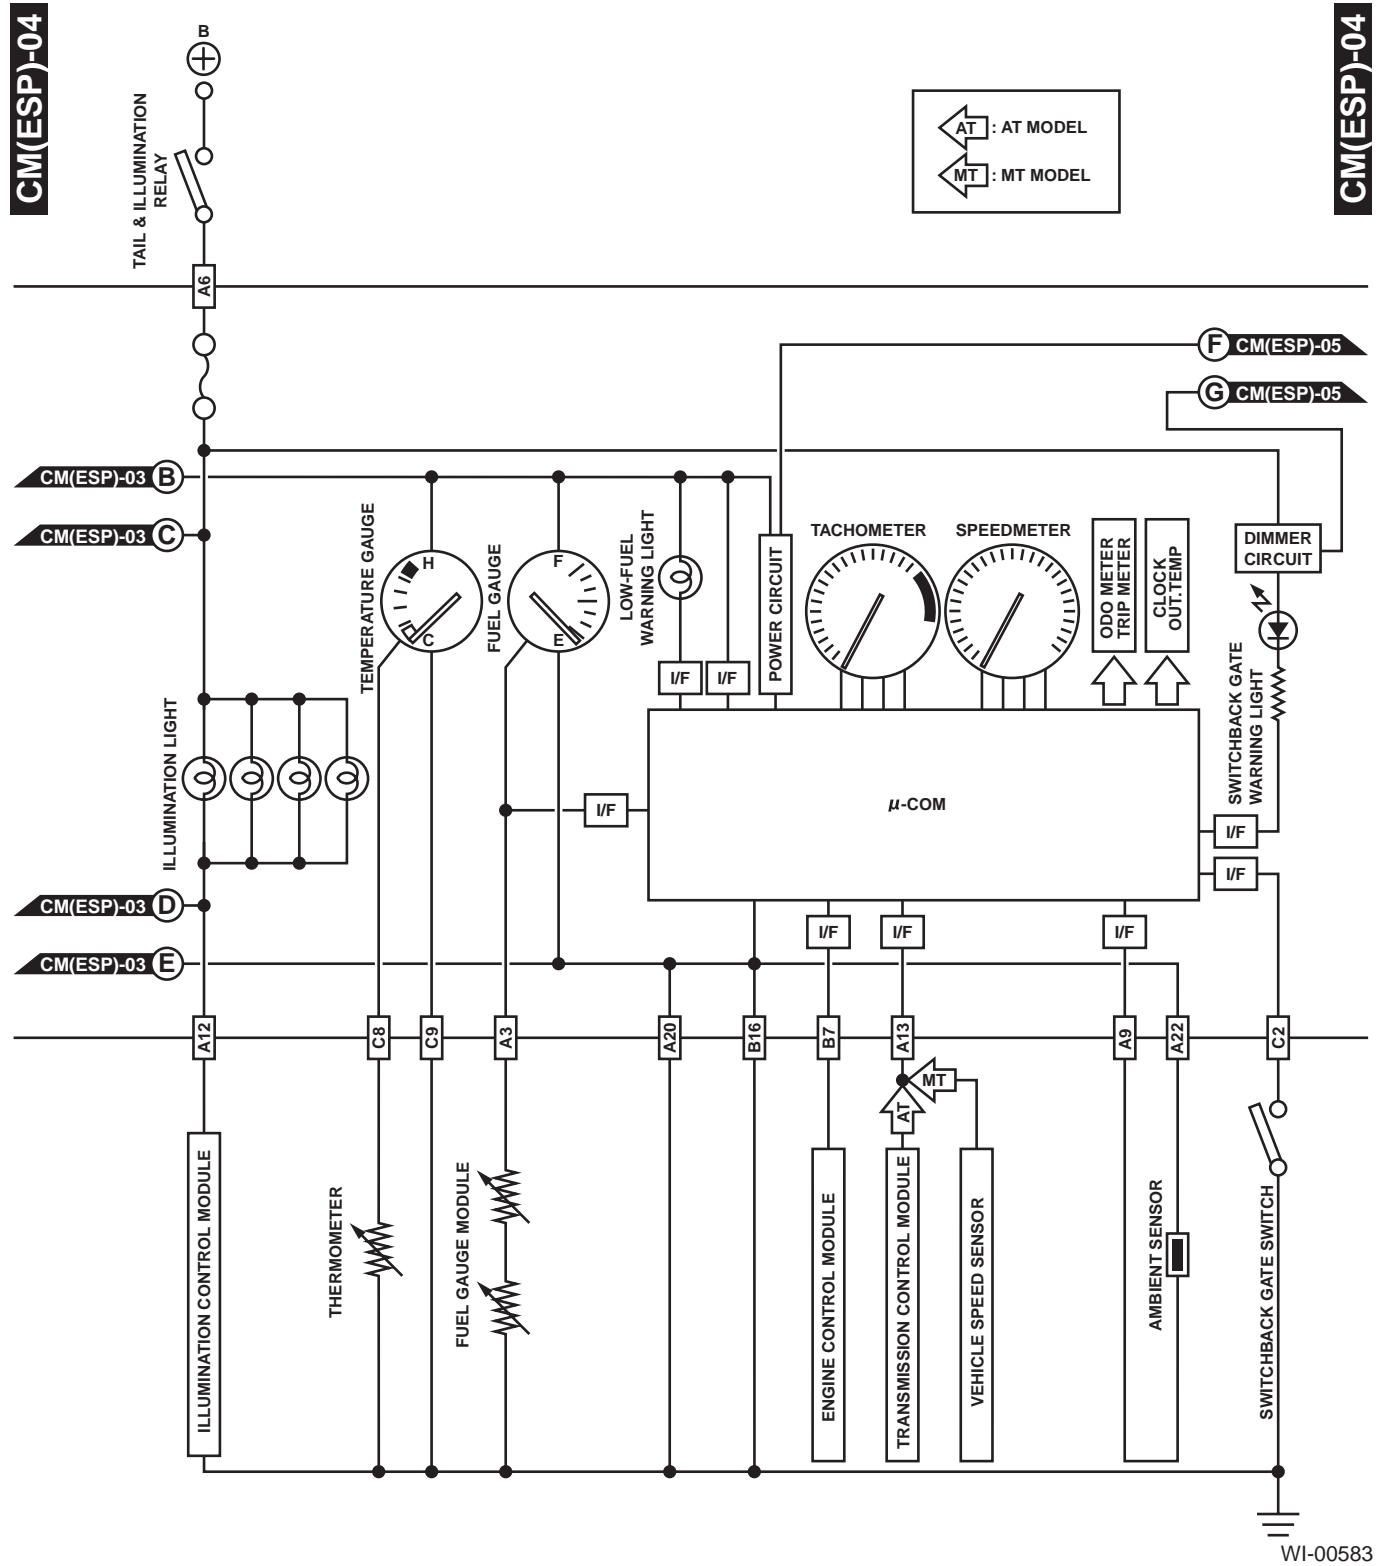 CM(ESP)-04
CM(ESP)-04
B
TAIL & ILLUMINATION
RELAY
AT : AT MODEL
MT : MT MODEL
A6
F CM(ESP)-05
G CM(ESP)-05
CM(ESP)-03 B
CM(ESP)-03 C
TEMPERATURE GAUGE
H
C
FUEL GAUGE
F
E
LOW-FUEL
WARNING LIGHT
I/F
I/F
POWER CIRCUIT
TACHOMETER
SPEEDMETER
ODO METER
TRIP METER
CLOCK
OUT.TEMP
DIMMER
CIRCUIT
SWITCHBACK GATE
WARNING LIGHT
ILLUMINATION LIGHT
I/F
μ-COM
I/F
I/F
CM(ESP)-03 D
I/F
I/F
I/F
CM(ESP)-03 E
A12
C8
C9
A3
A20
B16
B7
A13
A9
A22
C2
MT
AT
ILLUMINATION CONTROL MODULE
THERMOMETER
FUEL GAUGE MODULE
ENGINE CONTROL MODULE
TRANSMISSION CONTROL MODULE
VEHICLE SPEED SENSOR
AMBIENT SENSOR
SWITCHBACK GATE SWITCH
WI-00583